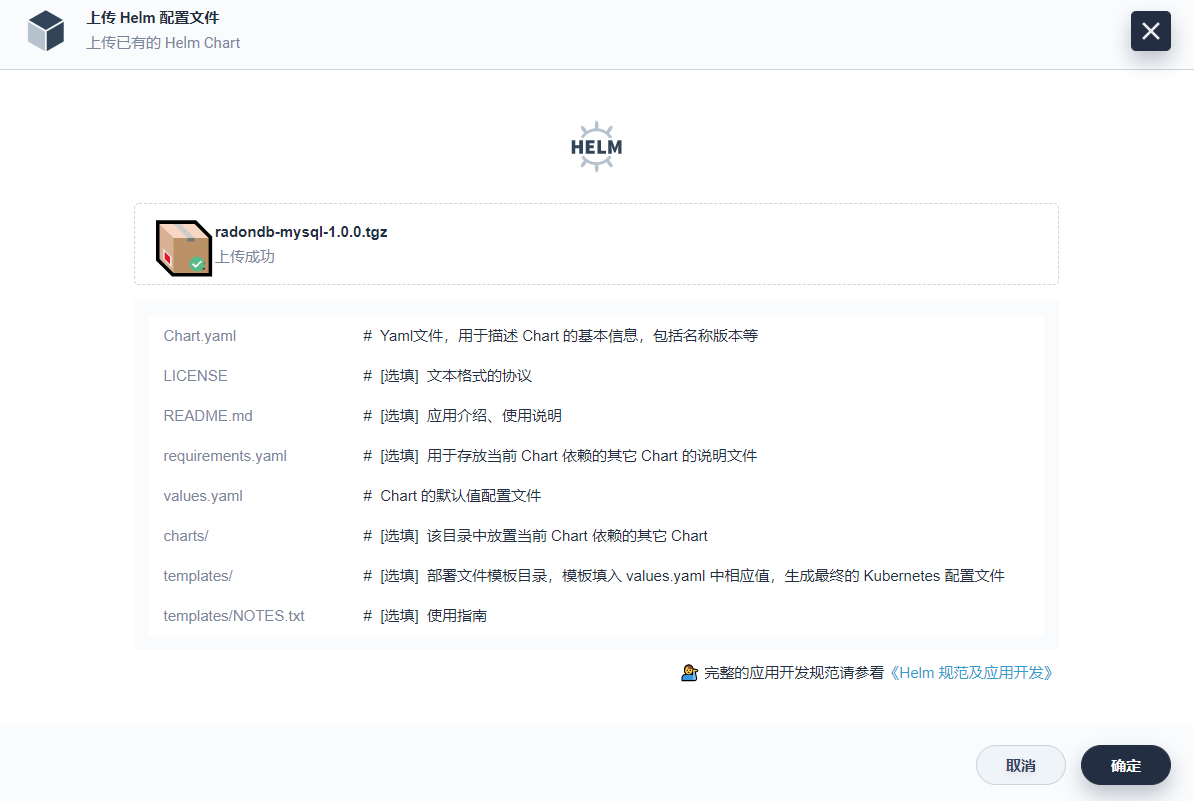 上传 Helm 配置文件
上传已有的 Helm Chart
HELM
radondb-mysql-1.0.0.tgz
上传成功
Chart.yaml # Yaml文件，用于描述 Chart 的基本信息，包括名称版本等
LICENSE # [选填] 文本格式的协议
README.md # [选填] 应用介绍、使用说明
requirements.yaml # [选填] 用于存放当前 Chart 依赖的其它 Chart 的说明文件
values.yaml # Chart 的默认值配置文件
charts/ # [选填] 该目录中放置当前 Chart 依赖的其它 Chart
templates/ # [选填] 部署文件模板目录，模板填入 values.yaml 中相应值，生成最终的 Kubernetes 配置文件
templates/NOTES.txt # [选填] 使用指南
完整的应用开发规范请参看《Helm 规范及应用开发》
取消 确定